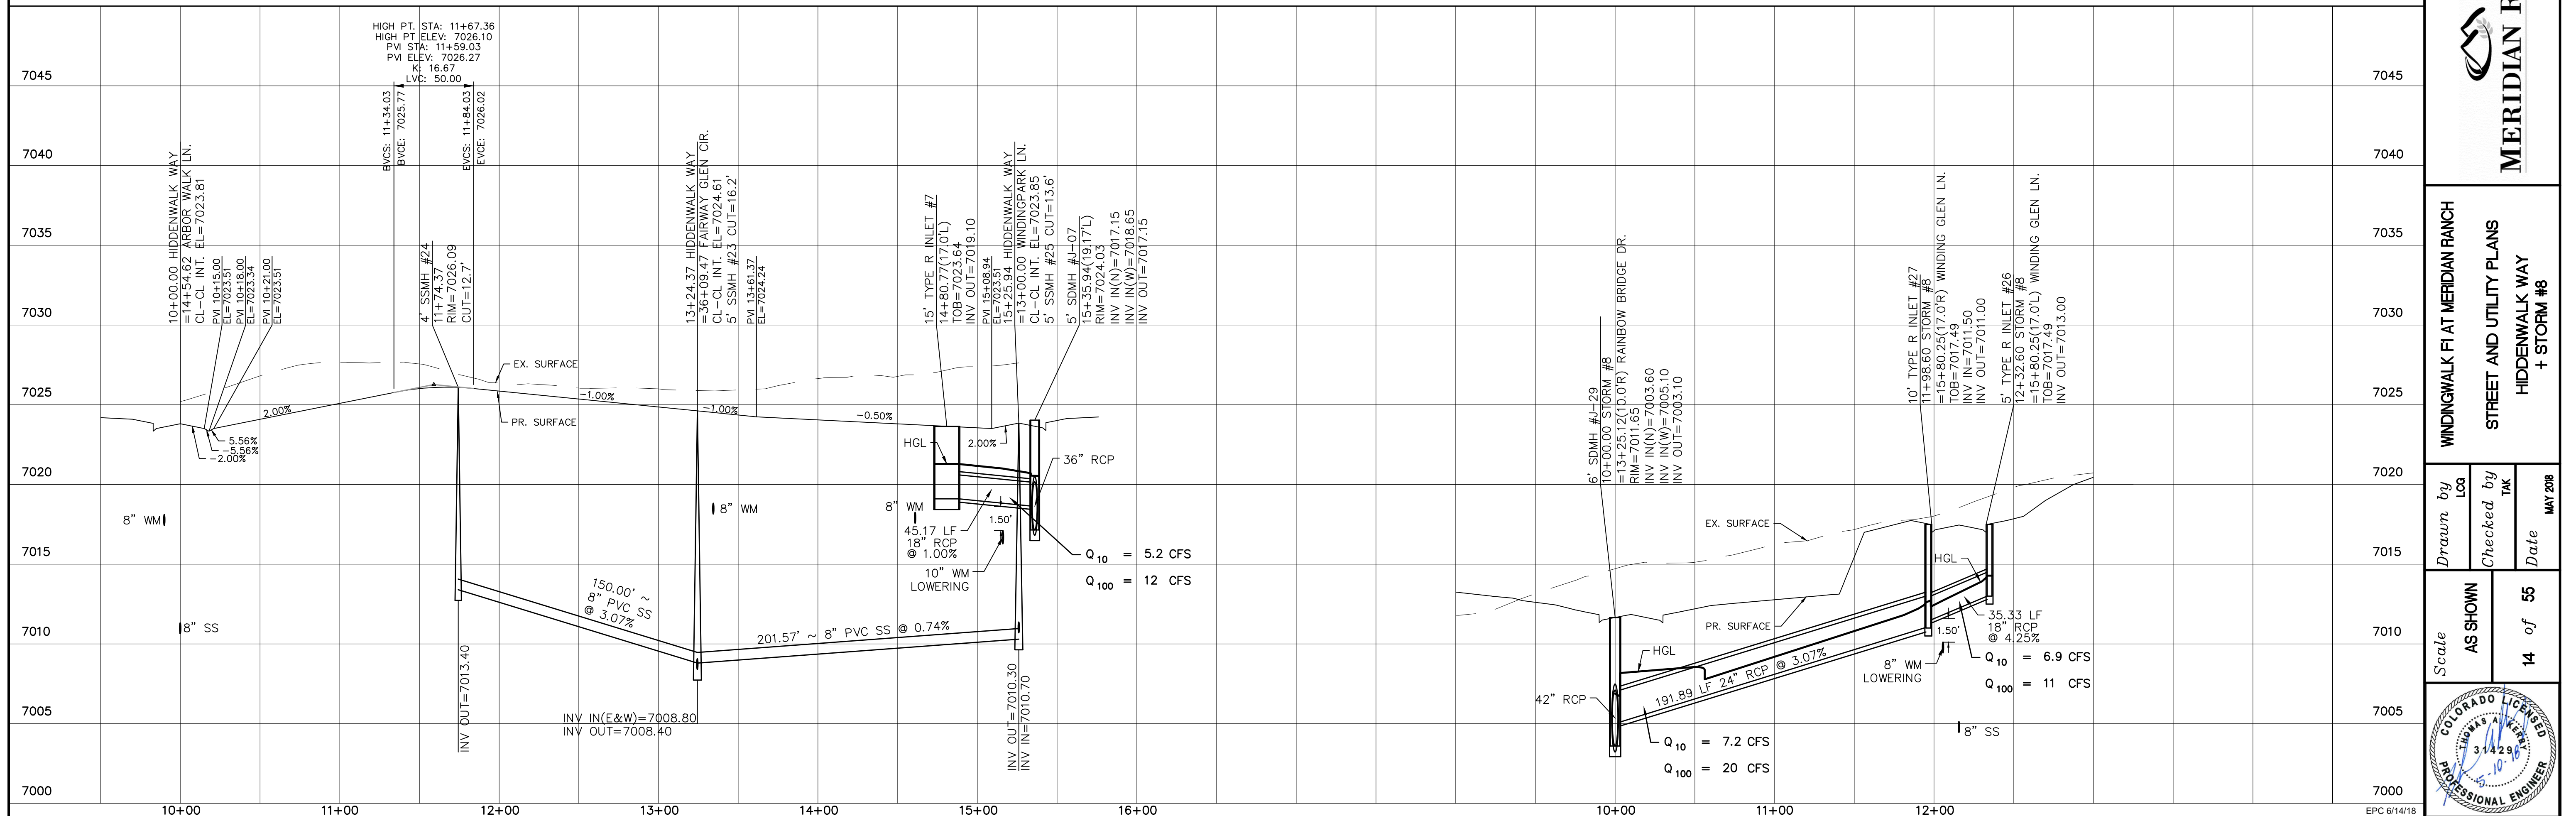 HIGH PT. STA: 11+67.36
HIGH PT ELEV: 7026.10
PVI STA: 11+59.03
PVI ELEV: 7026.27
K: 16.67
LVC: 50.00
BVCS: 11+34.03
BVCE: 7025.77
EVCS: 11+84.03
EVCE: 7026.02
7045
7040
7035
7030
7025
7020
7015
7010
7005
7000
10+00.00 HIDDENWALK WAY
=14+54.62 ARBOR WALK LN.
CL-CL INT. EL=7023.81
PVI 10+15.00
EL=7023.51
PVI 10+18.00
EL=7023.34
PVI 10+21.00
EL=7023.51
4' SSMH #24
11+74.37
RIM=7026.09
CUT=12.7'
13+24.37 HIDDENWALK WAY
=36+09.47 FAIRWAY GLEN CIR.
CL-CL INT. EL=7024.61
5' SSMH #23 CUT=16.2'
PVI 13+61.37
EL=7024.24
15' TYPE R INLET #7
14+80.77(17.0'L)
TOB=7023.64
INV OUT=7019.10
PVI 15+08.94
EL=7023.51
15+25.94 HIDDENWALK WAY
=13+00.00 WINDINGPARK LN.
CL-CL INT. EL=7023.85
5' SSMH #25 CUT=13.6'
5' SDMH #J-07
15+35.94(19.17'L)
RIM=7024.03
INV IN(N)=7017.15
INV IN(W)=7018.65
INV OUT=7017.15
EX. SURFACE
PR. SURFACE
2.00%
5.56%
-5.56%
-2.00%
-1.00%
-1.00%
-0.50%
2.00%
HGL
36" RCP
8" WM
8" SS
8" WM
8" WM
45.17 LF
18" RCP
@ 1.00%
1.50'
10" WM
LOWERING
Q10 = 5.2 CFS
Q100 = 12 CFS
150.00' ~
8" PVC SS
@ 3.07%
201.57' ~ 8" PVC SS @ 0.74%
INV OUT=7013.40
INV IN(E&W)=7008.80
INV OUT=7008.40
INV OUT=7010.30
INV IN=7010.70
10+00
11+00
12+00
13+00
14+00
15+00
16+00
6' SDMH #J-29
10+00.00 STORM #8
=13+25.12(10.0'R) RAINBOW BRIDGE DR.
RIM=7011.65
INV IN(N)=7003.60
INV IN(W)=7005.10
INV OUT=7003.10
10' TYPE R INLET #27
11+98.60 STORM #8
=15+80.25(17.0'R) WINDING GLEN LN.
TOB=7017.49
INV IN=7011.50
INV OUT=7011.00
5' TYPE R INLET #26
12+32.60 STORM #8
=15+80.25(17.0'L) WINDING GLEN LN.
TOB=7017.49
INV OUT=7013.00
EX. SURFACE
PR. SURFACE
HGL
HGL
42" RCP
191.89 LF 24" RCP @ 3.07%
Q10 = 7.2 CFS
Q100 = 20 CFS
1.50'
8" WM
LOWERING
35.33 LF
18" RCP
@ 4.25%
Q10 = 6.9 CFS
Q100 = 11 CFS
8" SS
10+00
11+00
12+00
7045
7040
7035
7030
7025
7020
7015
7010
7005
7000
EPC 6/14/18
MERIDIAN R
WINDINGWALK F1 AT MERIDIAN RANCH
STREET AND UTILITY PLANS
HIDDENWALK WAY
+ STORM #8
Drawn by
LCG
Checked by
TAK
Date
MAY 2018
Scale
AS SHOWN
14 of 55
COLORADO LICENSED
THOMAS A. KERBY
31429
5-10-18
PROFESSIONAL ENGINEER